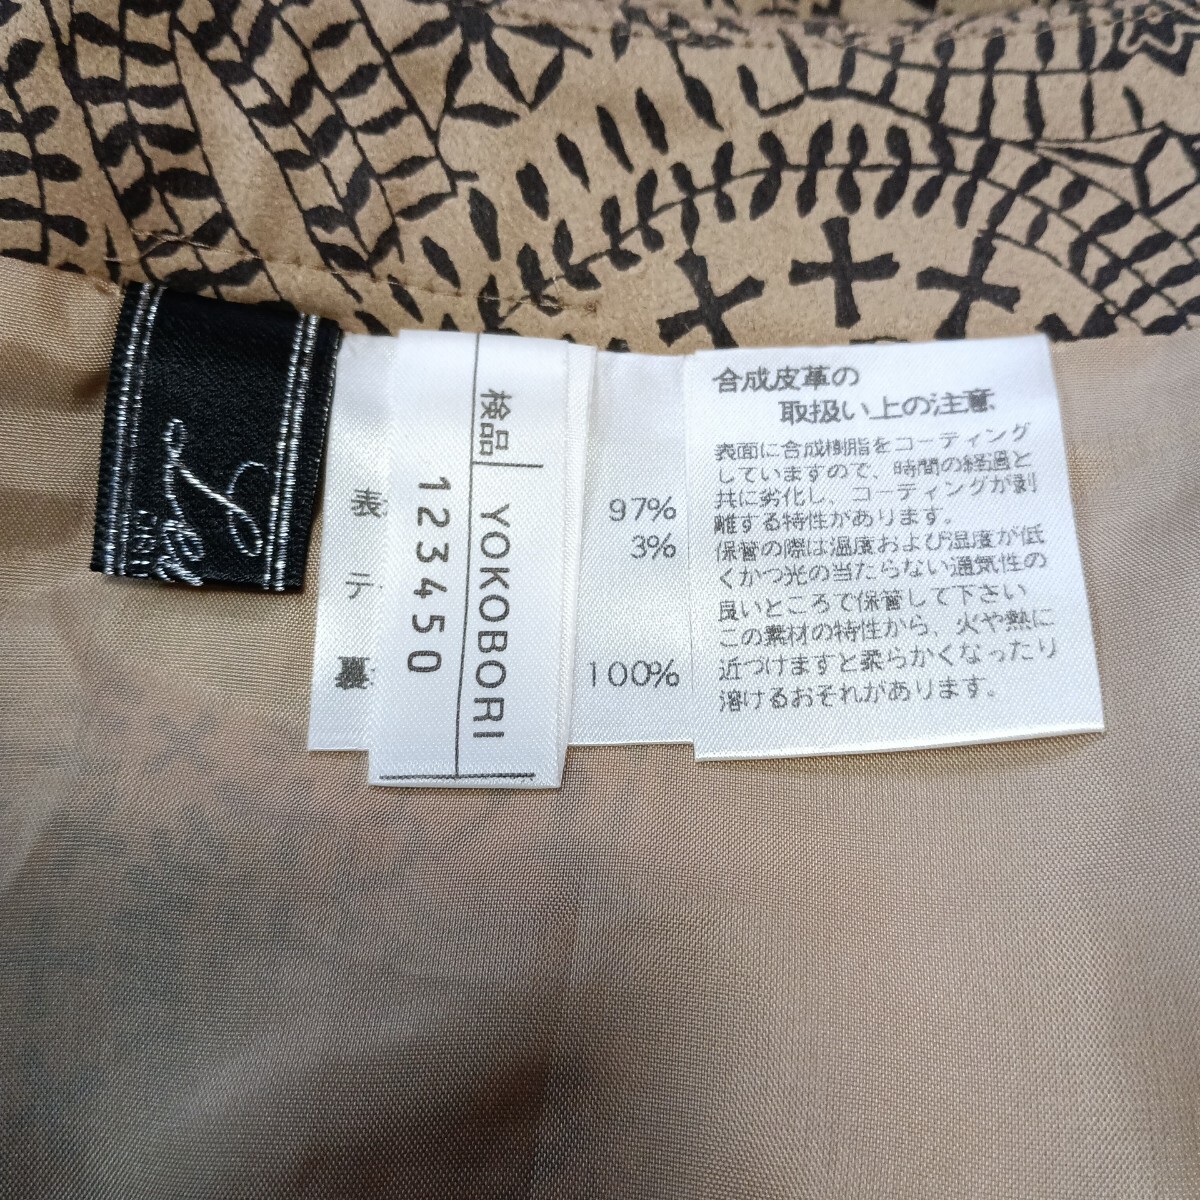 検品
YOKOBORI
123450
表
97%
3%
テ
裏
100%
合成皮革の
取扱い上の注意
表面に合成樹脂をコーティング
していますので、時間の経過と
共に劣化し、コーティングが剥
離する特性があります。
保管の際は温度および湿度が低
くかつ光の当たらない通気性の
良いところで保管して下さい
この素材の特性から、火や熱に
近づけますと柔らかくなったり
溶けるおそれがあります。